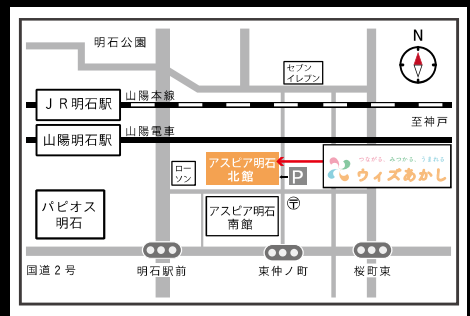 明石公園
N
セブン
イレブン
JR明石駅
山陽本線
至神戸
山陽明石駅
山陽電車
アスピア明石
北館
つながる、みつかる、うまれる
ウィズあかし
ロー
ソン
P
パピオス
明石
アスピア明石
南館
〒
国道2号
明石駅前
東仲ノ町
桜町東